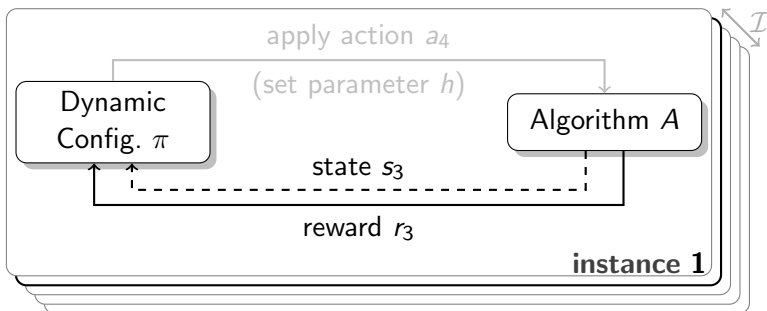 apply action a₄
(set parameter h)
𝓘
Dynamic
Config. π
Algorithm A
state s₃
reward r₃
instance 1